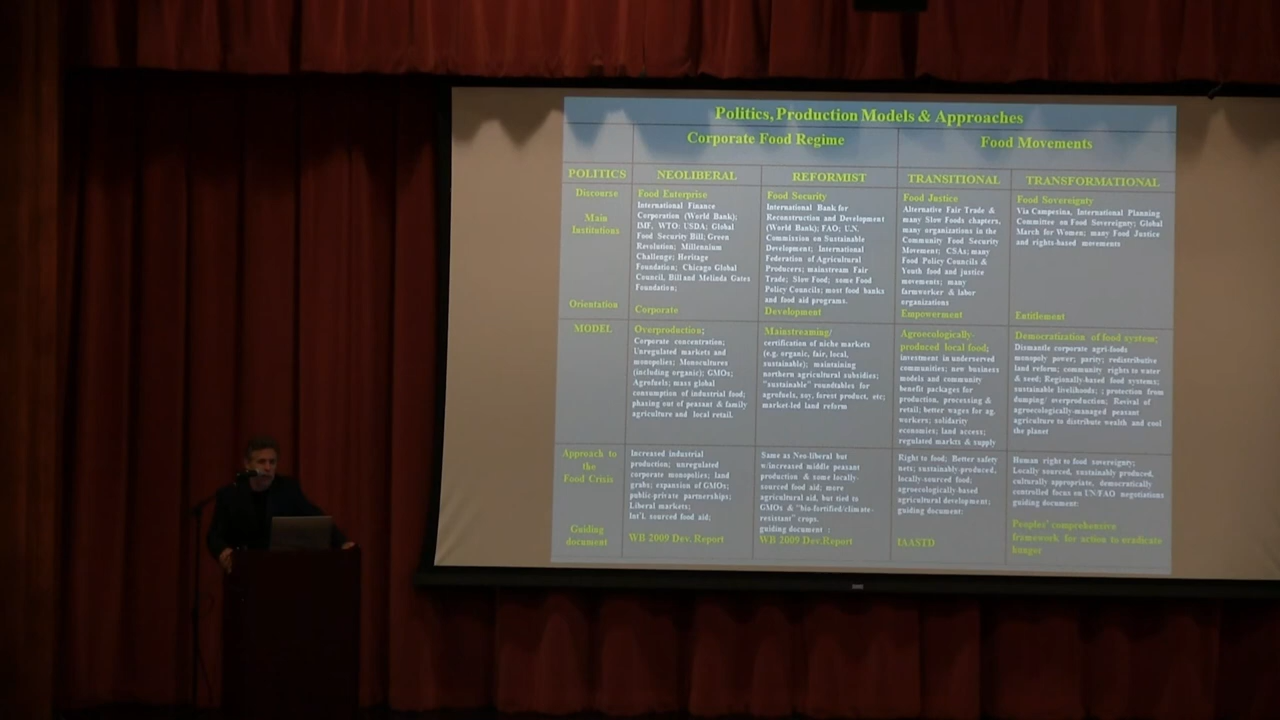 Politics, Production Models & Approaches
Corporate Food Regime
Food Movements
POLITICS
NEOLIBERAL
REFORMIST
TRANSITIONAL
TRANSFORMATIONAL
Discourse
Main
Institutions
Orientation
Food Enterprise
International Finance
Corporation (World Bank);
IMF, WTO: USDA; Global
Food Security Bill; Green
Revolution; Millennium
Challenge; Heritage
Foundation; Chicago Global
Council, Bill and Melinda Gates
Foundation;
Corporate
Food Security
International Bank for
Reconstruction and Development
(World Bank); FAO; U.N.
Commission on Sustainable
Development; International
Federation of Agricultural
Producers; mainstream Fair
Trade; Slow Food; some Food
Policy Councils; most food banks
and food aid programs.
Development
Food Justice
Alternative Fair Trade &
many Slow Foods chapters,
many organizations in the
Community Food Security
Movement; CSAs; many
Food Policy Councils &
Youth food and justice
movements; many
farmworker & labor
organizations
Empowerment
Food Sovereignty
Via Campesina, International Planning
Committee on Food Sovereignty; Global
March for Women; many Food Justice
and rights-based movements
Entitlement
MODEL
Overproduction;
Corporate concentration;
Unregulated markets and
monopolies; Monocultures
(including organic); GMOs;
Agrofuels; mass global
consumption of industrial food;
phasing out of peasant & family
agriculture and local retail.
Mainstreaming/
certification of niche markets
(e.g. organic, fair, local,
sustainable); maintaining
northern agricultural subsidies;
"sustainable" roundtables for
agrofuels, soy, forest product, etc;
market-led land reform
Agroecologically-
produced local food;
investment in underserved
communities; new business
models and community
benefit packages for
production, processing &
retail; better wages for ag.
workers; solidarity
economies; land access;
regulated markets & supply
Democratization of food system;
Dismantle corporate agri-foods
monopoly power; parity; redistributive
land reform; community rights to water
& seed; Regionally-based food systems;
sustainable livelihoods; ; protection from
dumping/ overproduction; Revival of
agroecologically-managed peasant
agriculture to distribute wealth and cool
the planet
Approach to
the
Food Crisis
Guiding
document
Increased industrial
production; unregulated
corporate monopolies; land
grabs; expansion of GMOs;
public-private partnerships;
Liberal markets;
Int'l. sourced food aid;
WB 2009 Dev. Report
Same as Neo-liberal but
w/increased middle peasant
production & some locally-
sourced food aid; more
agricultural aid, but tied to
GMOs & "bio-fortified/climate-
resistant" crops.
guiding document :
WB 2009 Dev.Report
Right to food; Better safety
nets; sustainably-produced,
locally-sourced food;
agroecologically-based
agricultural development;
guiding document:
IAASTD
Human right to food sovereignty;
Locally sourced, sustainably produced,
culturally appropriate, democratically
controlled focus on UN/FAO negotiations
guiding document:
Peoples' comprehensive
framework for action to eradicate
hunger